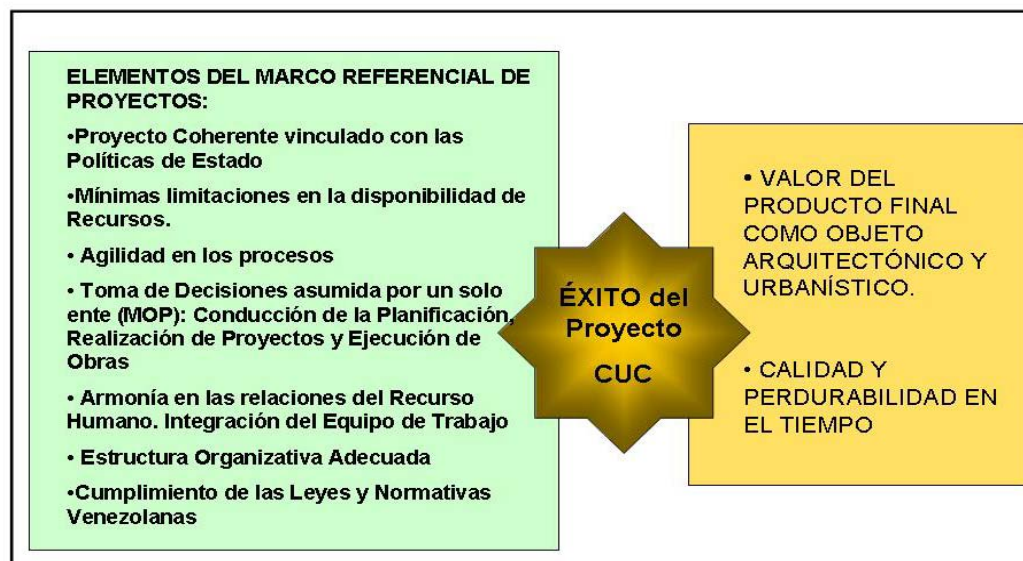 ELEMENTOS DEL MARCO REFERENCIAL DE
PROYECTOS:
•Proyecto Coherente vinculado con las
Políticas de Estado
•Mínimas limitaciones en la disponibilidad de
Recursos.
• Agilidad en los procesos
• Toma de Decisiones asumida por un solo
ente (MOP): Conducción de la Planificación,
Realización de Proyectos y Ejecución de
Obras
• Armonía en las relaciones del Recurso
Humano. Integración del Equipo de Trabajo
• Estructura Organizativa Adecuada
•Cumplimiento de las Leyes y Normativas
Venezolanas
ÉXITO del
Proyecto
CUC
• VALOR DEL
PRODUCTO FINAL
COMO OBJETO
ARQUITECTÓNICO Y
URBANÍSTICO.
• CALIDAD Y
PERDURABILIDAD EN
EL TIEMPO